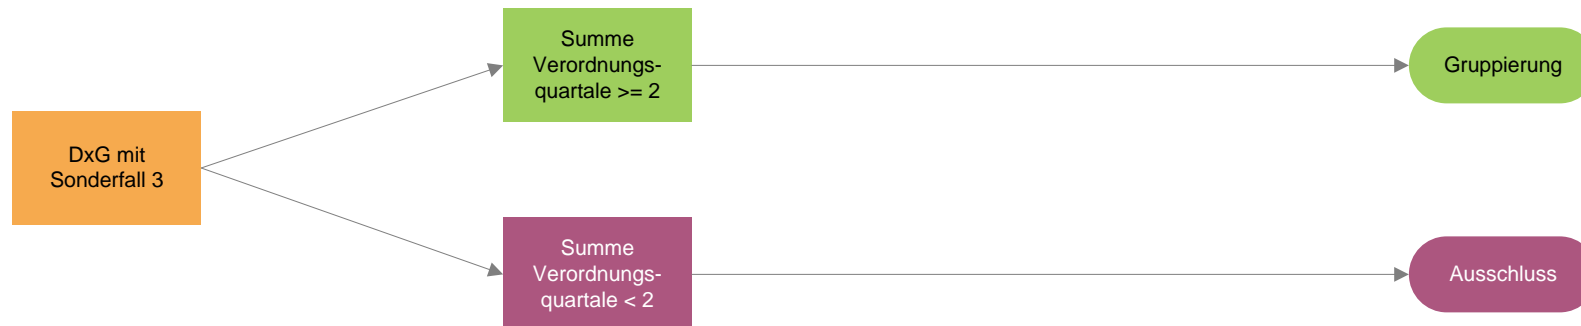 DxG mit
Sonderfall 3
Summe
Verordnungs-
quartale >= 2
Gruppierung
Summe
Verordnungs-
quartale < 2
Ausschluss